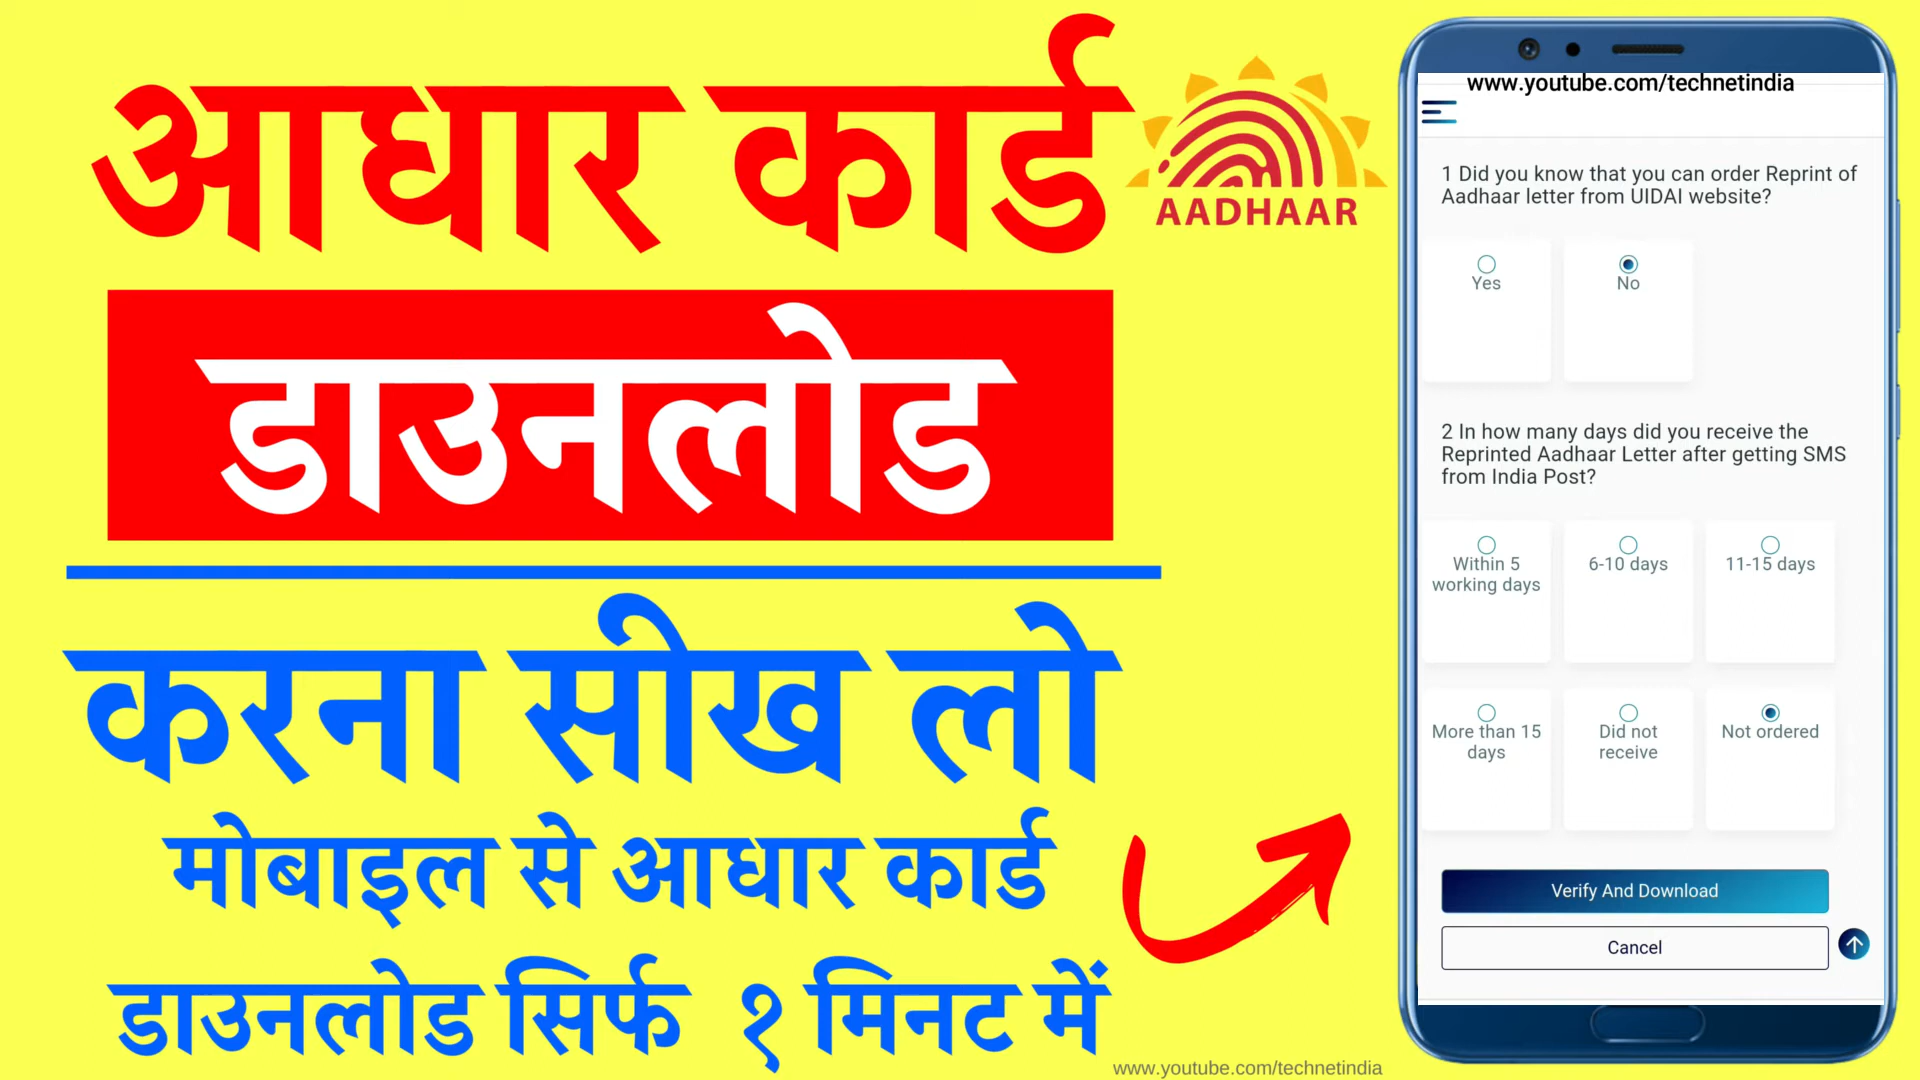 आधार कार्ड
AADHAAR
डाउनलोड
करना सीख लो
मोबाइल से आधार कार्ड
डाउनलोड सिर्फ १ मिनट में
www.youtube.com/technetindia
www.youtube.com/technetindia
1 Did you know that you can order Reprint of
Aadhaar letter from UIDAI website?
Yes No
2 In how many days did you receive the
Reprinted Aadhaar Letter after getting SMS
from India Post?
Within 5 working days 6-10 days 11-15 days
More than 15 days Did not receive Not ordered
Verify And Download
Cancel